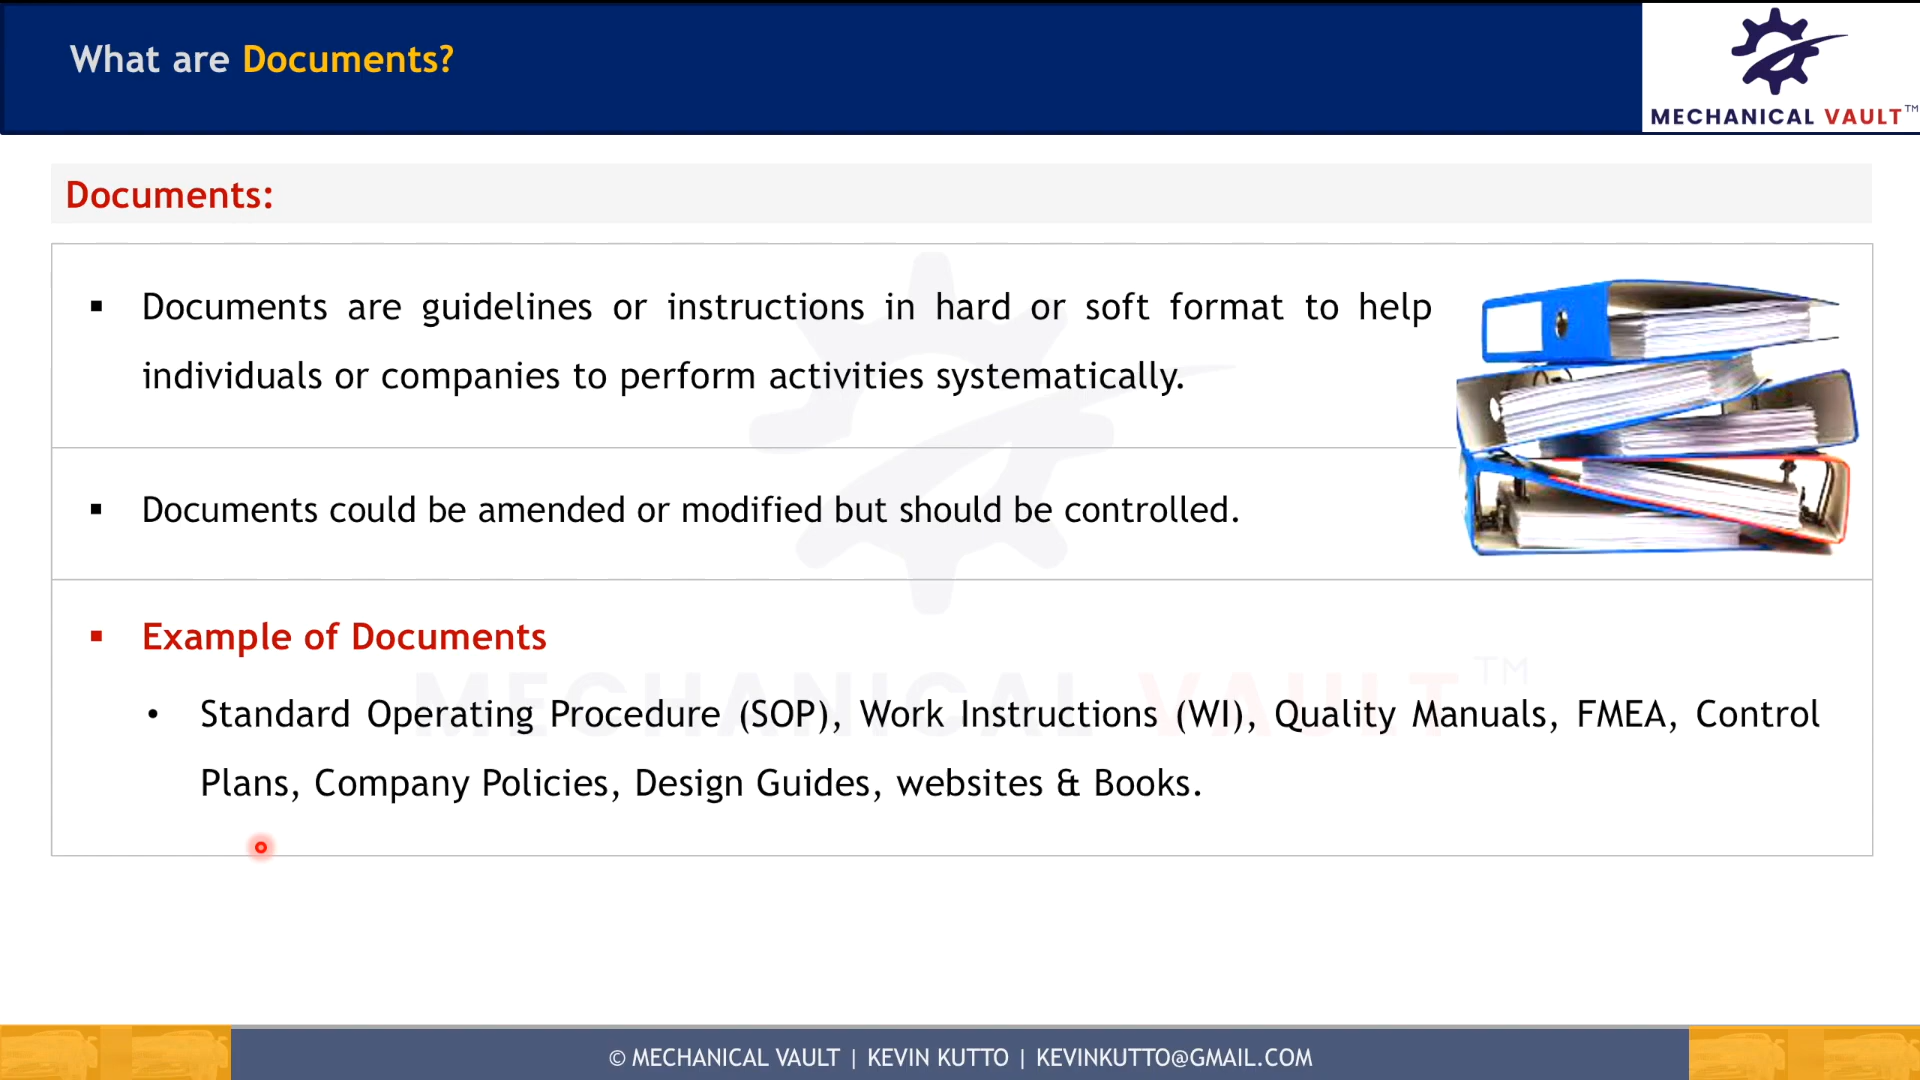 What are Documents?
MECHANICAL VAULT™
Documents:
▪ Documents are guidelines or instructions in hard or soft format to help
individuals or companies to perform activities systematically.
▪ Documents could be amended or modified but should be controlled.
▪ Example of Documents
MECHANICAL VAULT™
• Standard Operating Procedure (SOP), Work Instructions (WI), Quality Manuals, FMEA, Control
Plans, Company Policies, Design Guides, websites & Books.
© MECHANICAL VAULT | KEVIN KUTTO | KEVINKUTTO@GMAIL.COM